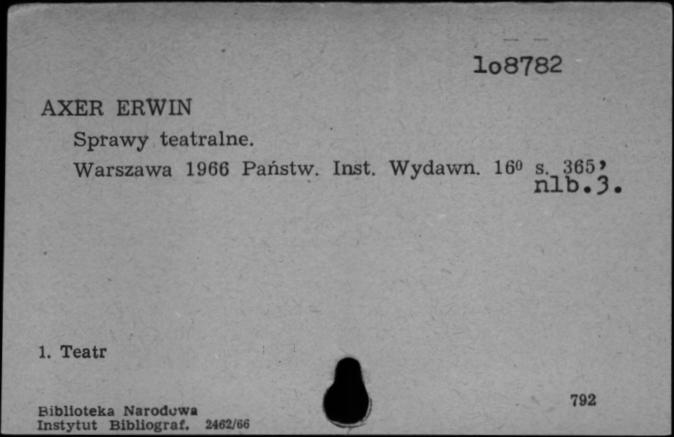 lo8782
AXER ERWIN
Sprawy teatralne.
Warszawa 1966 Państw. Inst. Wydawn. 16⁰ s. 365,
nlb.3.
1. Teatr
792
Biblioteka Narodowa
Instytut Bibliograf. 2462/66